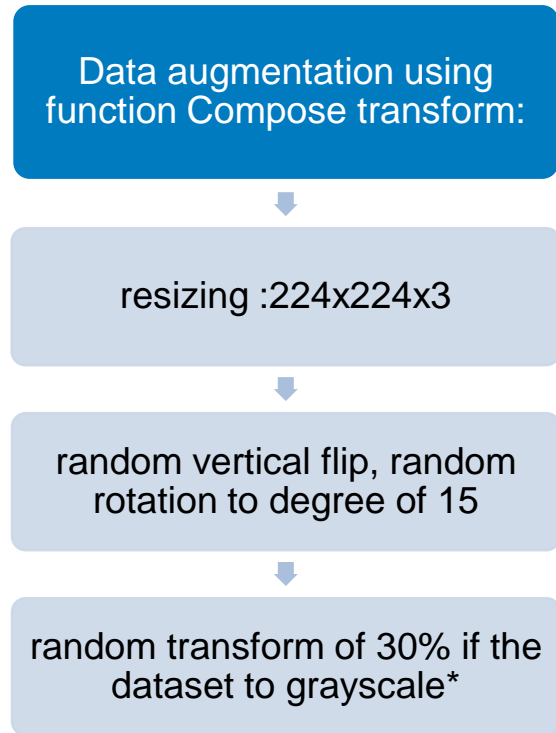 Data augmentation using
function Compose transform:
resizing :224x224x3
random vertical flip, random
rotation to degree of 15
random transform of 30% if the
dataset to grayscale*